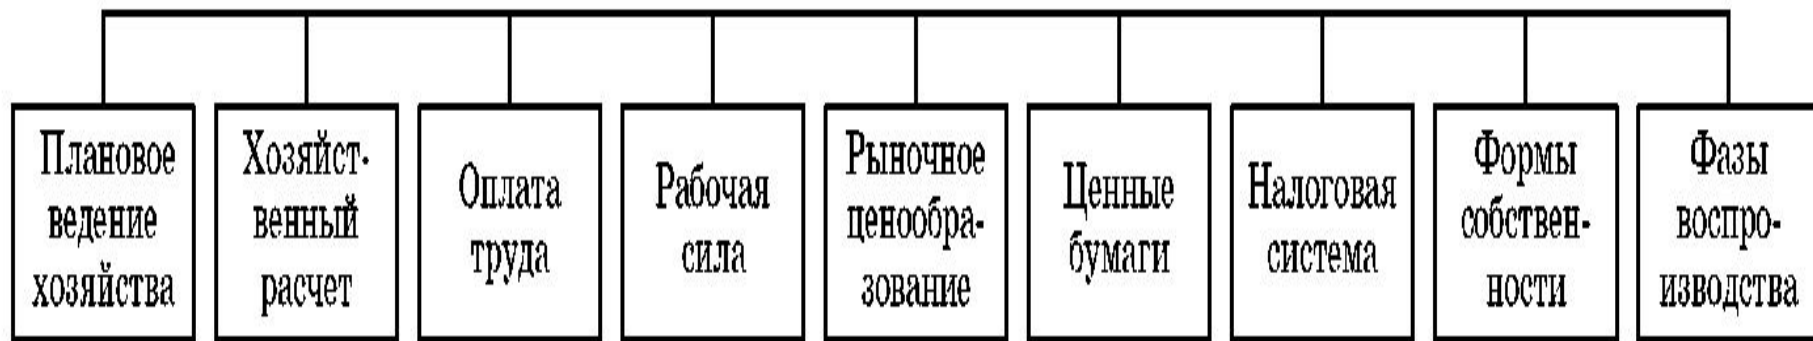 Плановое
ведение
хозяйства
Хозяйст-
венный
расчет
Оплата
труда
Рабочая
сила
Рыночное
ценообра-
зование
Ценные
бумаги
Налоговая
система
Формы
собствен-
ности
Фазы
воспро-
изводства